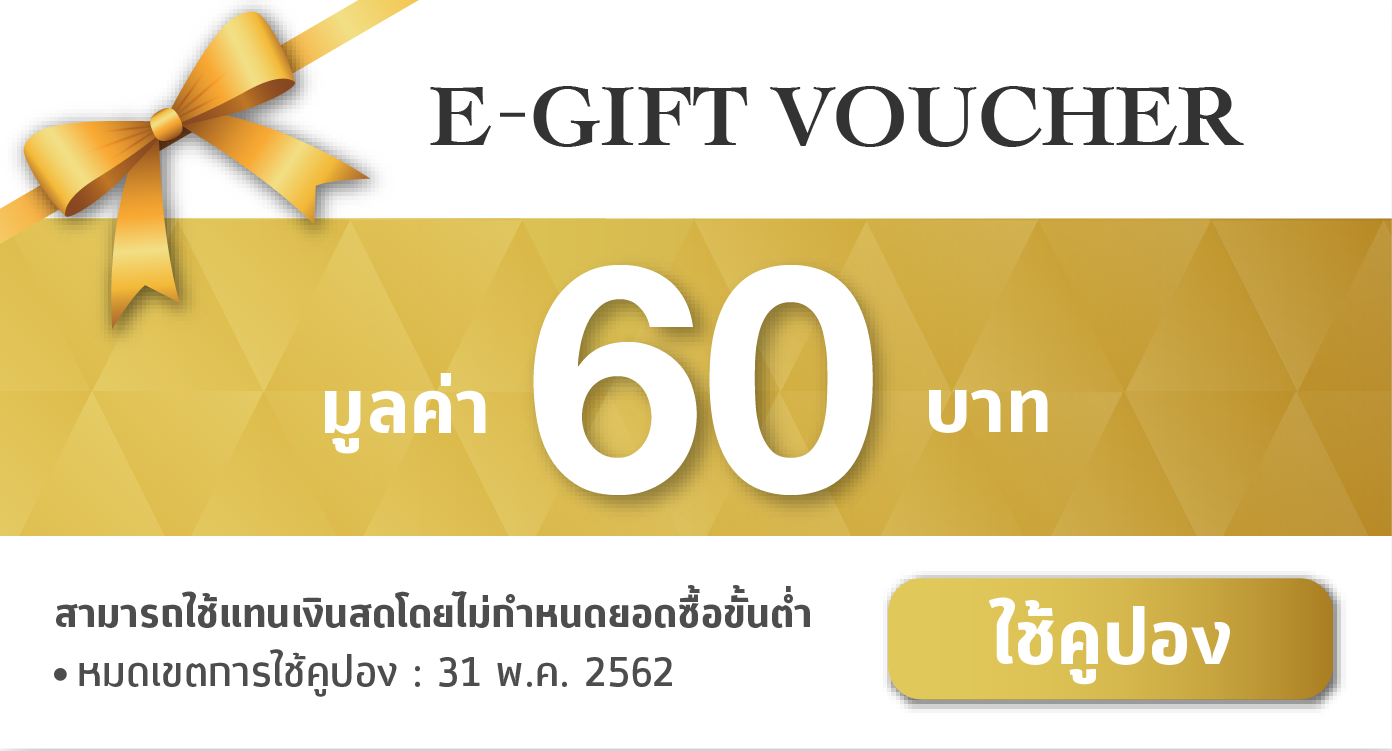 E-GIFT VOUCHER
มูลค่า 60 บาท
สามารถใช้แทนเงินสดโดยไม่กำหนดยอดซื้อขั้นต่ำ
• หมดเขตการใช้คูปอง : 31 พ.ค. 2562
ใช้คูปอง